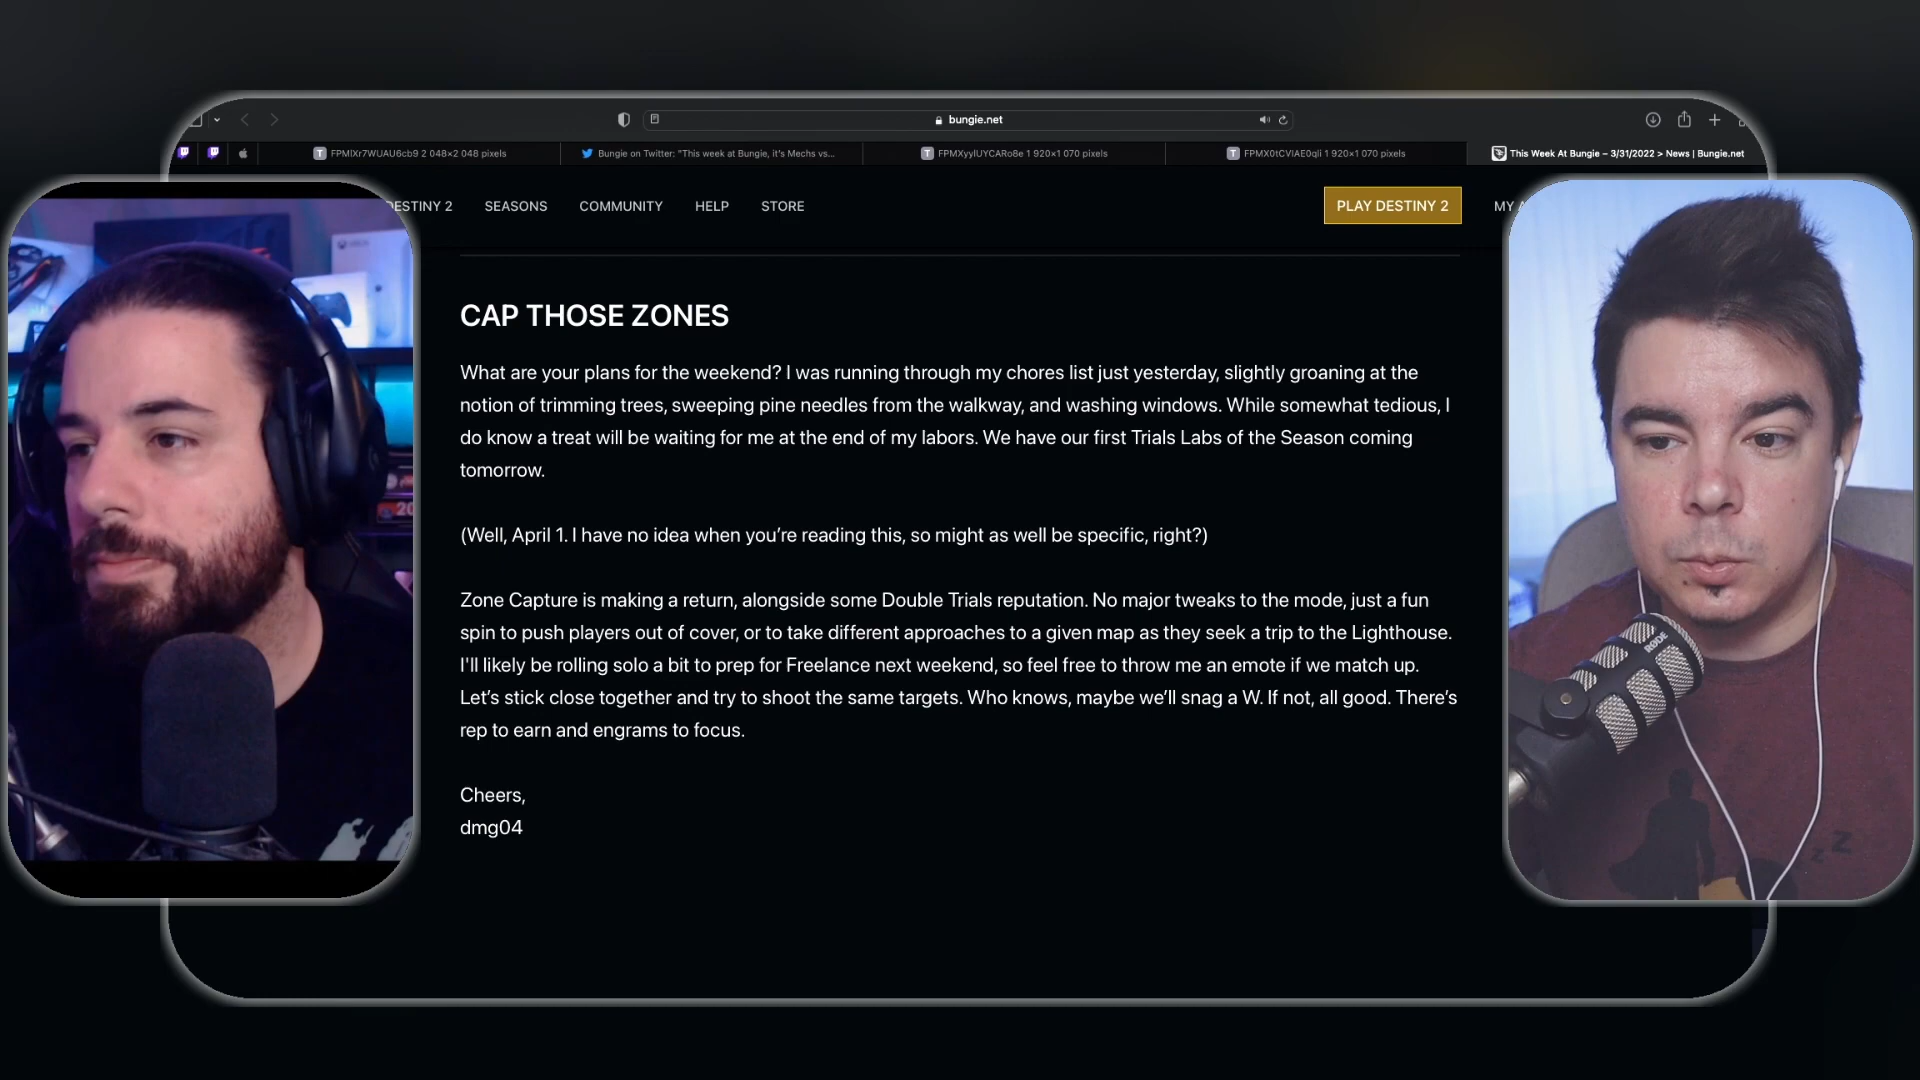 bungie.net
FPMIXr7WUAU6cb9 2 048×2 048 pixels
Bungie on Twitter: "This week at Bungie, it's Mechs vs...
FPMXyyIUYCARo8e 1 920×1 070 pixels
FPMX0tCVIAE0qIi 1 920×1 070 pixels
This Week At Bungie – 3/31/2022 > News | Bungie.net
DESTINY 2 SEASONS COMMUNITY HELP STORE PLAY DESTINY 2 MY
XBOX
CAP THOSE ZONES
What are your plans for the weekend? I was running through my chores list just yesterday, slightly groaning at the
notion of trimming trees, sweeping pine needles from the walkway, and washing windows. While somewhat tedious, I
do know a treat will be waiting for me at the end of my labors. We have our first Trials Labs of the Season coming
tomorrow.
(Well, April 1. I have no idea when you're reading this, so might as well be specific, right?)
Zone Capture is making a return, alongside some Double Trials reputation. No major tweaks to the mode, just a fun
spin to push players out of cover, or to take different approaches to a given map as they seek a trip to the Lighthouse.
I'll likely be rolling solo a bit to prep for Freelance next weekend, so feel free to throw me an emote if we match up.
Let's stick close together and try to shoot the same targets. Who knows, maybe we'll snag a W. If not, all good. There's
rep to earn and engrams to focus.
Cheers,
dmg04
RODE
z Z